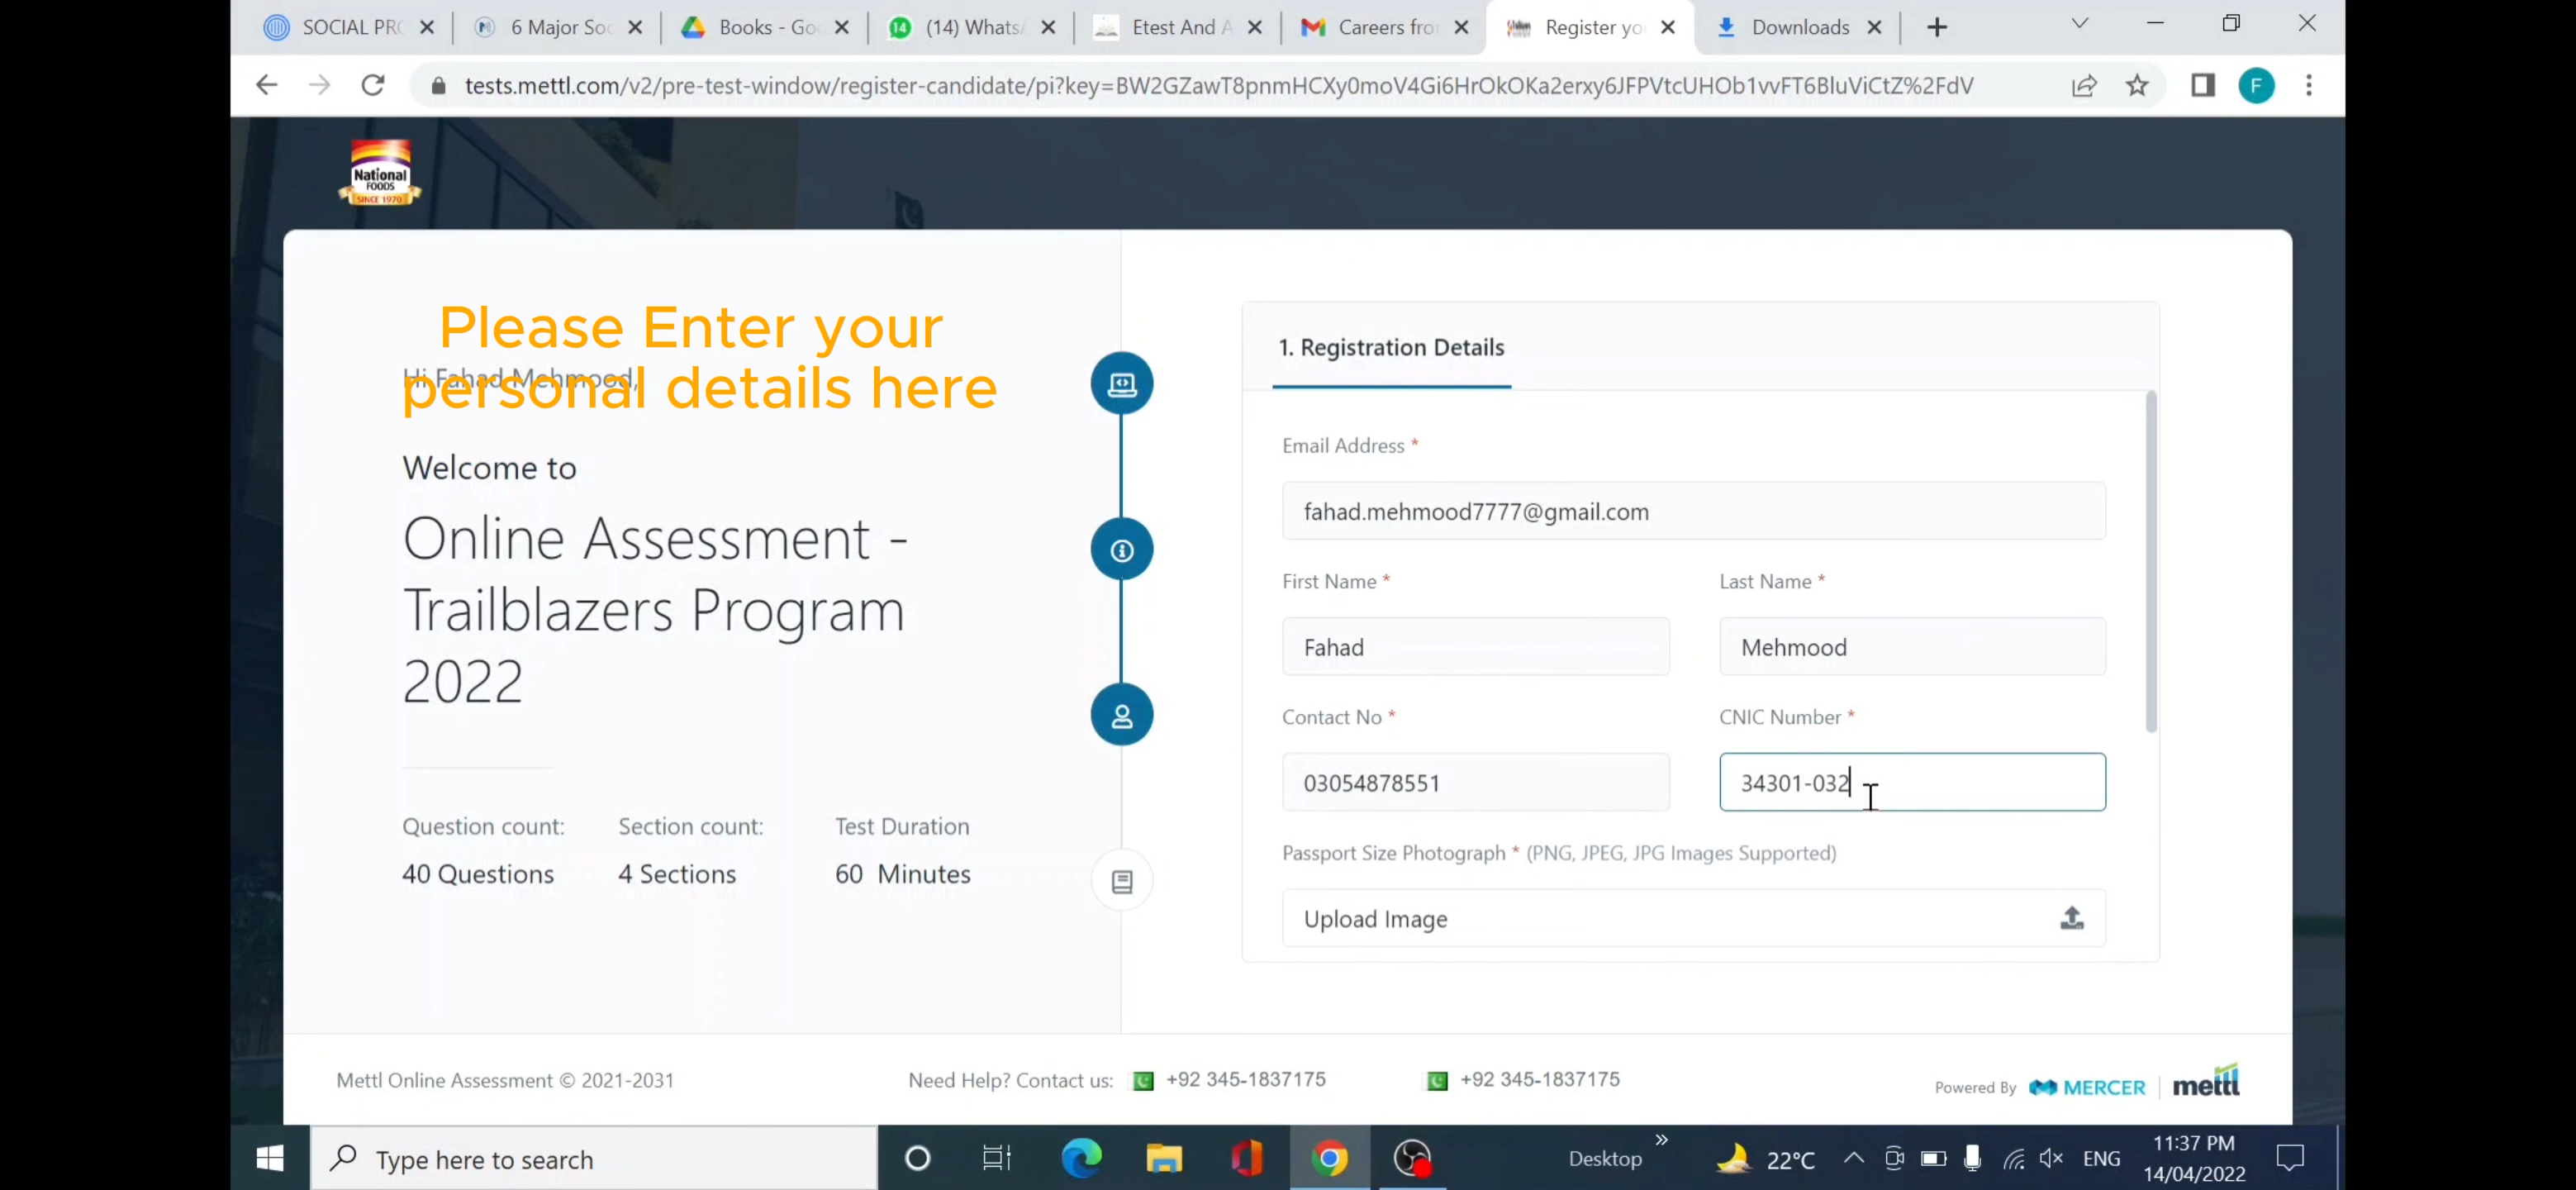 SOCIAL PRO
6 Major Soc
Books - Go
14
(14) Whats
Etest And A
Careers fro
Register yo
Downloads
tests.mettl.com/v2/pre-test-window/register-candidate/pi?key=BW2GZawT8pnmHCXy0moV4Gi6HrOkOKa2erxy6JFPVtcUHOb1vvFT6BluViCtZ%2FdV
F
National
FOODS
SINCE 1970
Please Enter your
Hi Fahad Mehmood,
personal details here
Welcome to
Online Assessment -
Trailblazers Program
2022
Question count:
Section count:
Test Duration
40 Questions
4 Sections
60 Minutes
1. Registration Details
Email Address *
fahad.mehmood7777@gmail.com
First Name *
Last Name *
Fahad
Mehmood
Contact No *
CNIC Number *
03054878551
34301-032
Passport Size Photograph * (PNG, JPEG, JPG Images Supported)
Upload Image
Mettl Online Assessment © 2021-2031
Need Help? Contact us:
+92 345-1837175
+92 345-1837175
Powered By
MERCER
mettl
Type here to search
Desktop
22°C
ENG
11:37 PM
14/04/2022